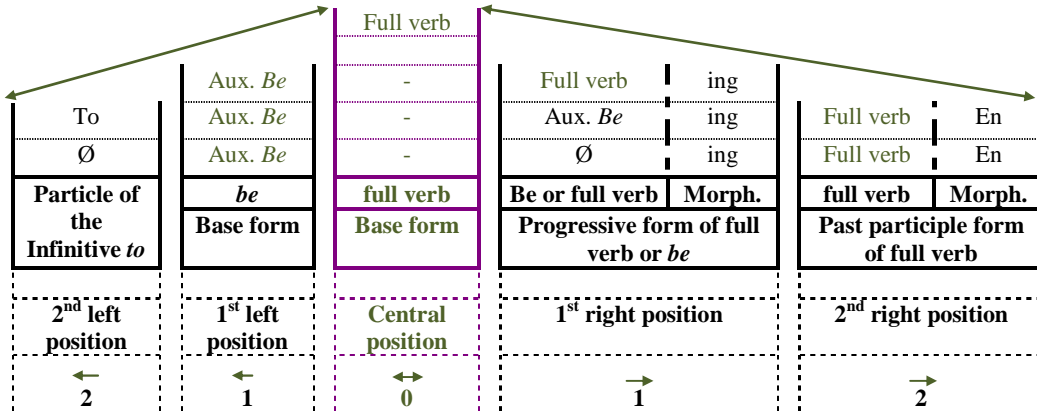 Full verb
Aux. Be - Full verb ing
To Aux. Be - Aux. Be ing Full verb En
Ø Aux. Be - Ø ing Full verb En
Particle of be full verb Be or full verb Morph. full verb Morph.
the Base form Base form Progressive form of full Past participle form
Infinitive to verb or be of full verb
2nd left 1st left Central 1st right position 2nd right position
position position position
← ← ↔ → →
2 1 0 1 2